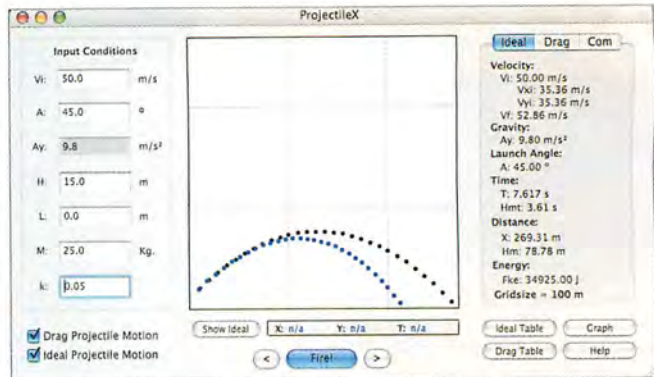 ProjectileX
Input Conditions
Vi: 50.0 m/s
A: 45.0 º
Ay: 9.8 m/s²
H: 15.0 m
L: 0.0 m
M: 25.0 Kg.
k: 0.05
Drag Projectile Motion
Ideal Projectile Motion
Show Ideal X: n/a Y: n/a T: n/a
< Fire! >
Ideal Drag Com
Velocity:
Vi: 50.00 m/s
Vxi: 35.36 m/s
Vyi: 35.36 m/s
Vf: 52.86 m/s
Gravity:
Ay: 9.80 m/s²
Launch Angle:
A: 45.00 º
Time:
T: 7.617 s
Hmt: 3.61 s
Distance:
X: 269.31 m
Hm: 78.78 m
Energy:
Fke: 34925.00 J
Gridsize = 100 m
Ideal Table Graph
Drag Table Help